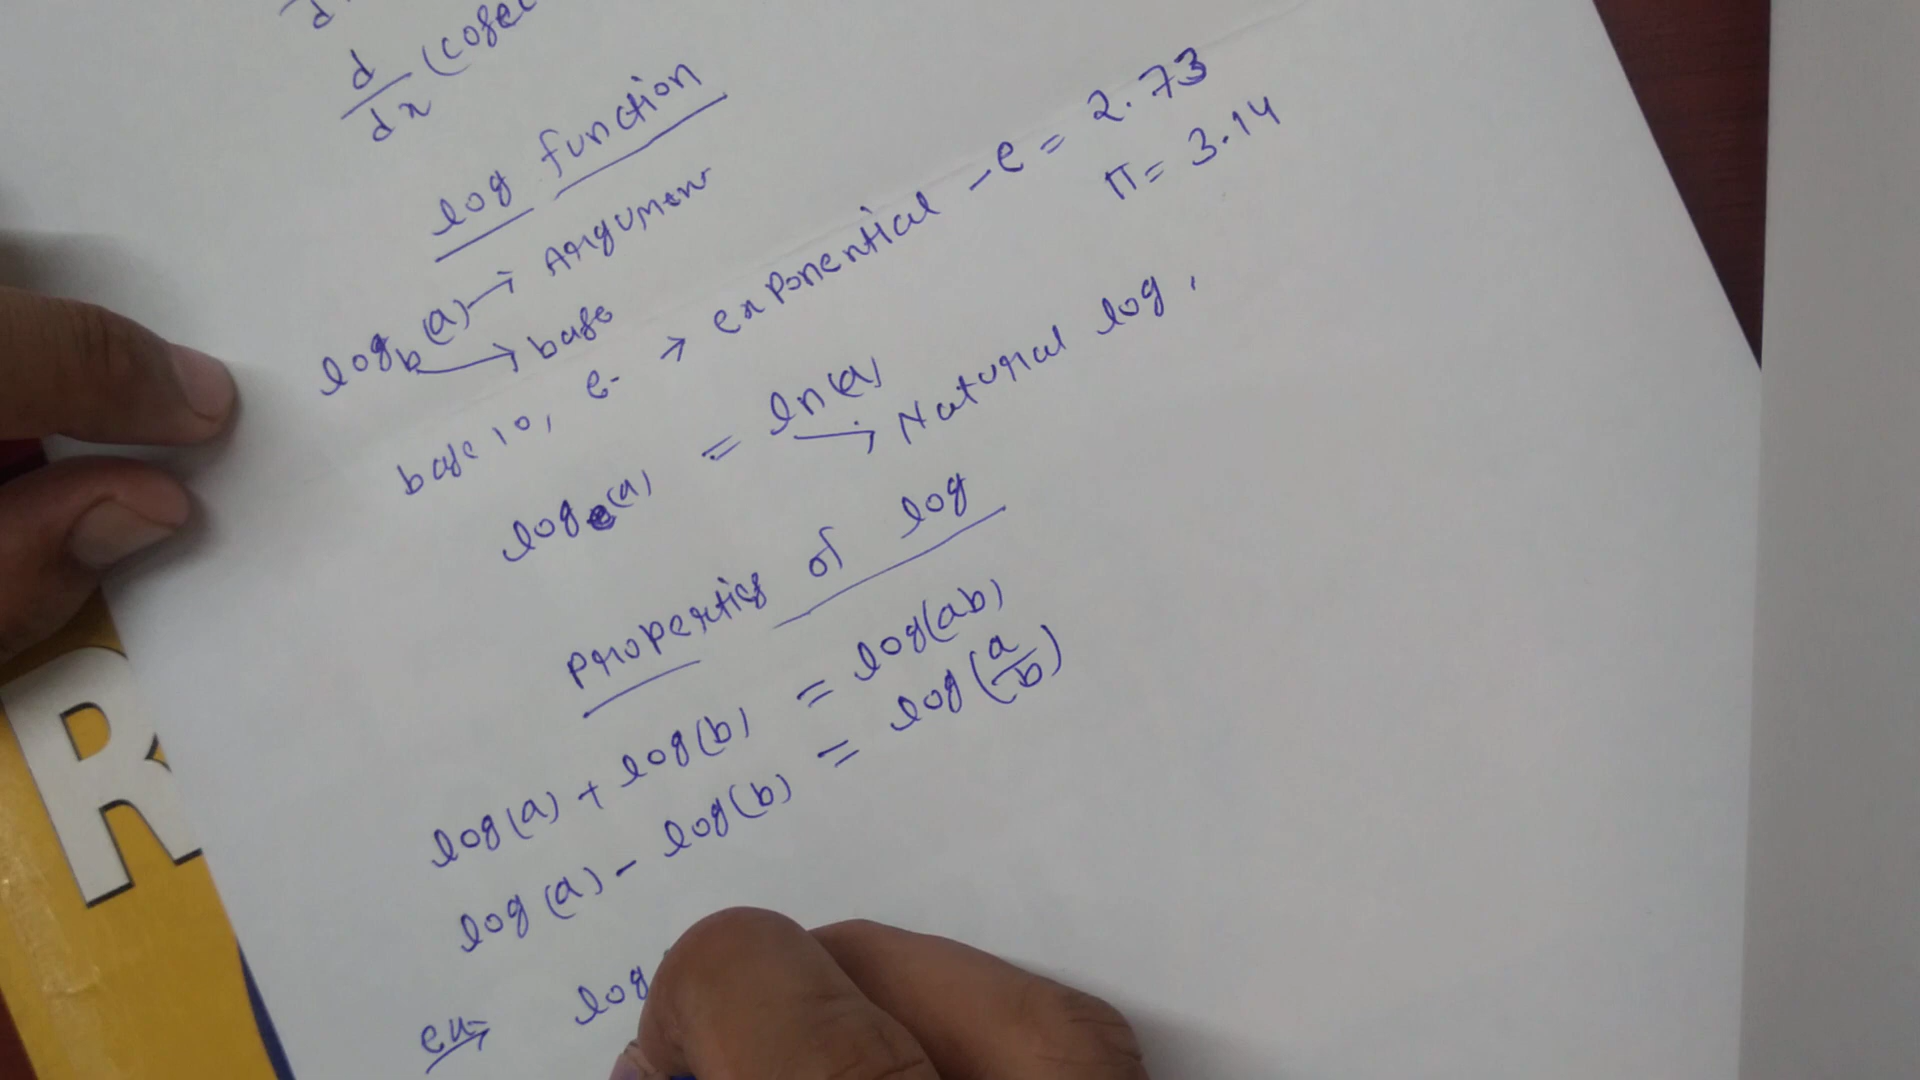 d
d/dx (cosec
log function
log_b (a) → Argument
→ base
base 10, e- → exponential - e = 2.73
π = 3.14
log_e(a) = ln(a)
→ Natural log.
Properties of log
log(a) + log(b) = log(ab)
log(a) - log(b) = log(a/b)
ex→ log
R